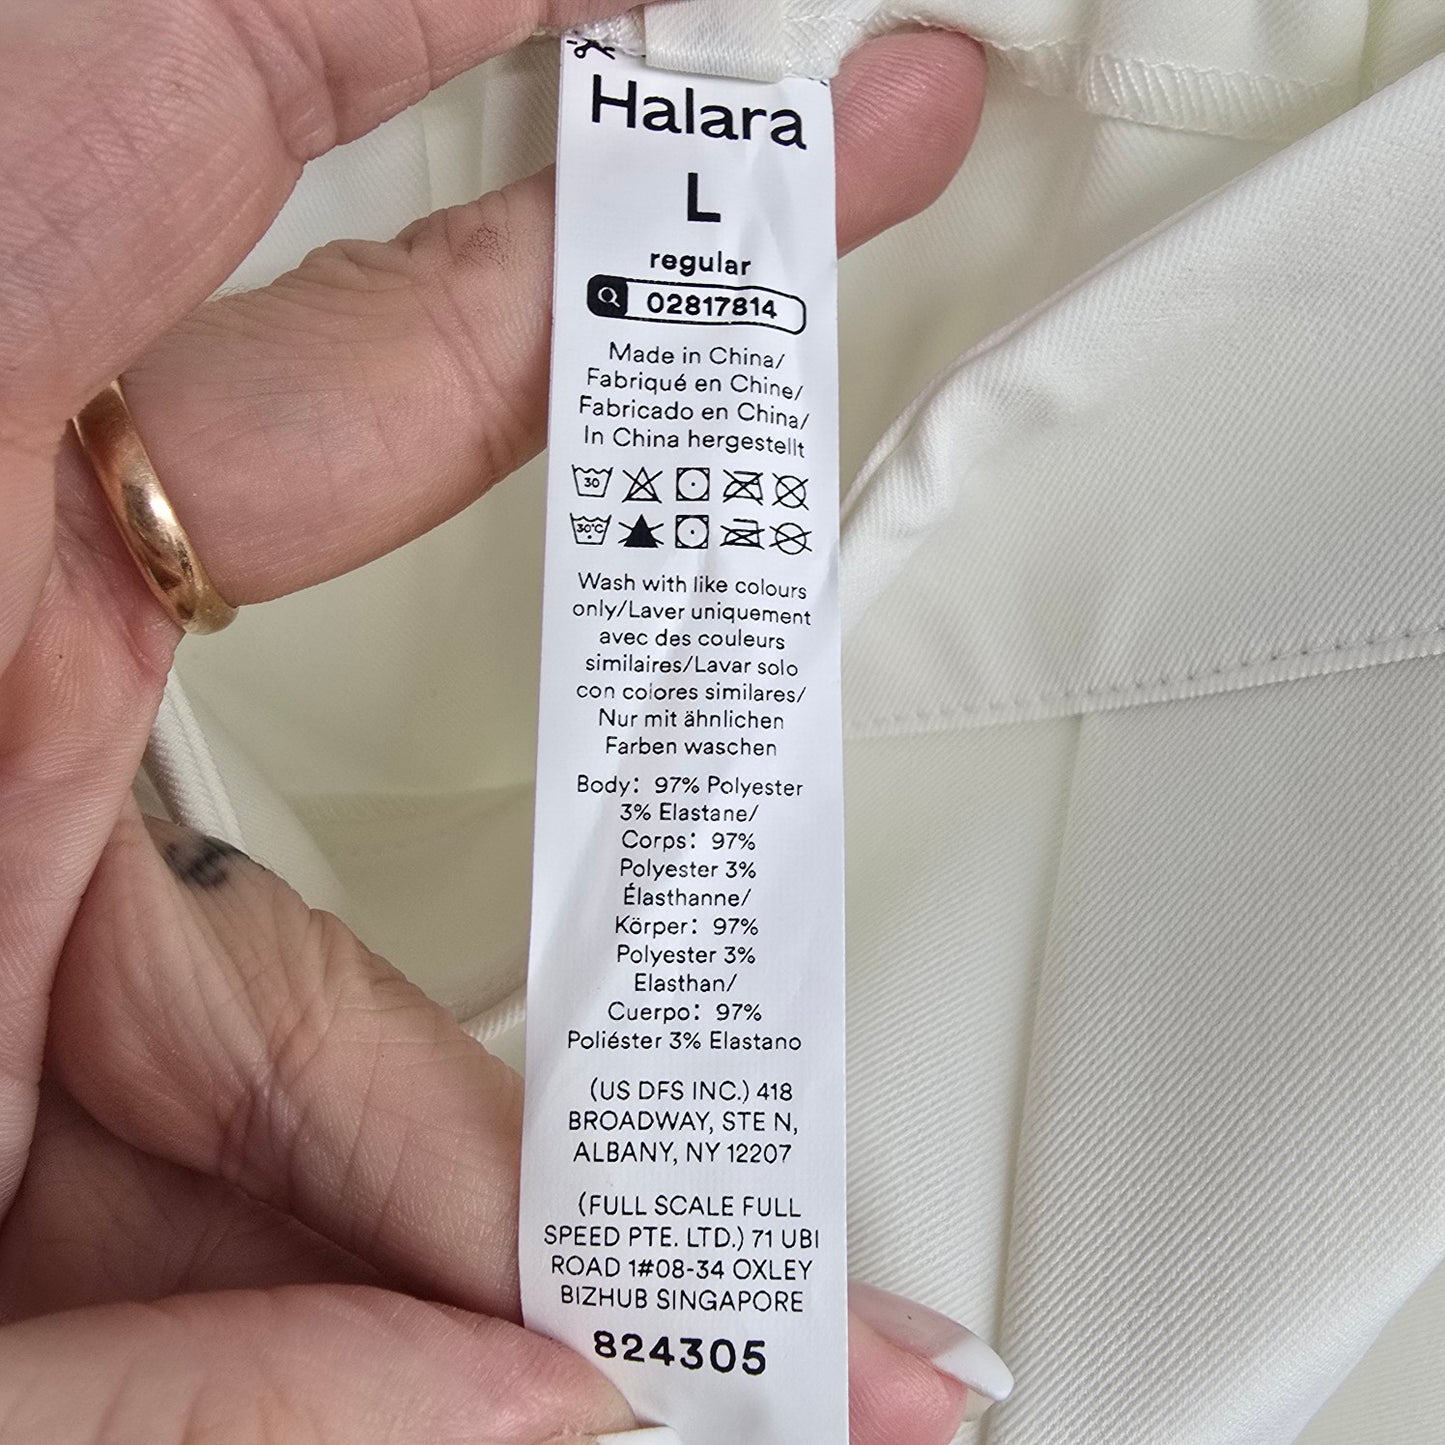 Halara
L
regular
02817814
Made in China/
Fabriqué en Chine/
Fabricado en China/
In China hergestellt
30
30°C
Wash with like colours
only/Laver uniquement
avec des couleurs
similaires/Lavar solo
con colores similares/
Nur mit ähnlichen
Farben waschen
Body: 97% Polyester
3% Elastane/
Corps: 97%
Polyester 3%
Élasthanne/
Körper: 97%
Polyester 3%
Elasthan/
Cuerpo: 97%
Poliéster 3% Elastano
(US DFS INC.) 418
BROADWAY, STE N,
ALBANY, NY 12207
(FULL SCALE FULL
SPEED PTE. LTD.) 71 UBI
ROAD 1#08-34 OXLEY
BIZHUB SINGAPORE
824305